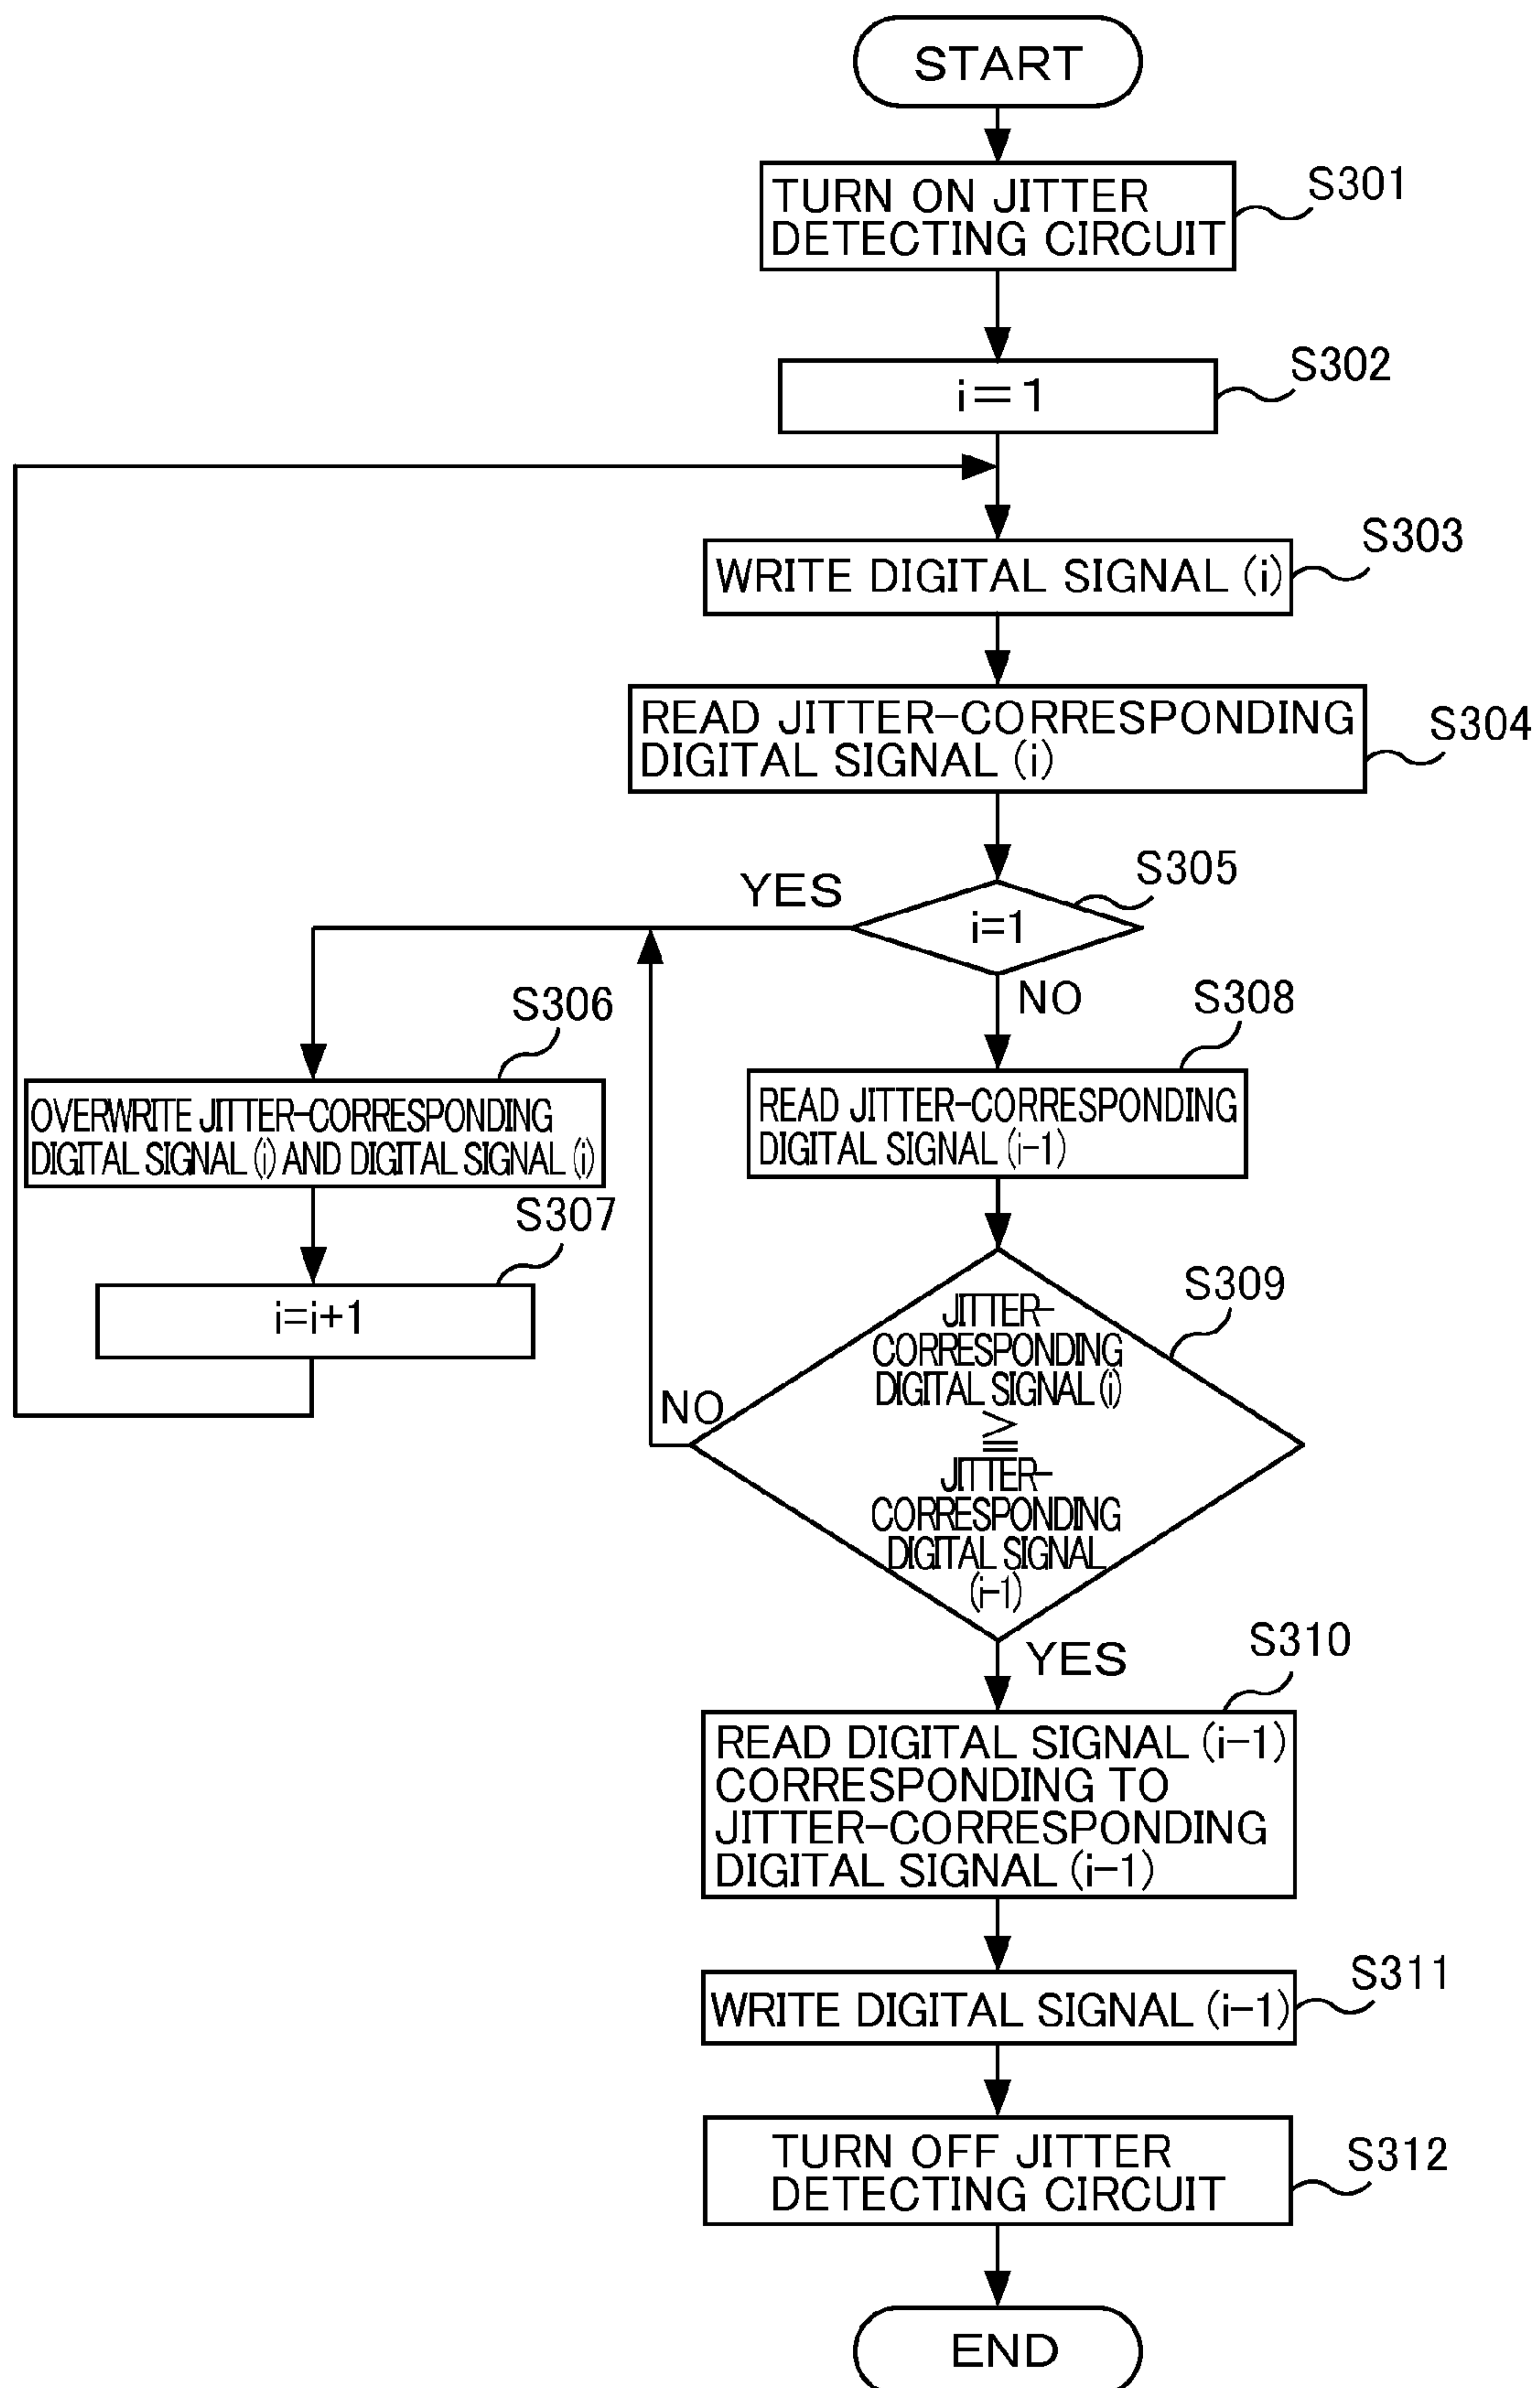 START
TURN ON JITTER
DETECTING CIRCUIT
S301
i=1
S302
WRITE DIGITAL SIGNAL (i)
S303
READ JITTER-CORRESPONDING
DIGITAL SIGNAL (i)
S304
i=1
S305
YES
NO
S306
OVERWRITE JITTER-CORRESPONDING
DIGITAL SIGNAL (i) AND DIGITAL SIGNAL (i)
S307
i=i+1
S308
READ JITTER-CORRESPONDING
DIGITAL SIGNAL (i-1)
S309
JITTER-
CORRESPONDING
DIGITAL SIGNAL (i)
≧
JITTER-
CORRESPONDING
DIGITAL SIGNAL
(i-1)
NO
YES
S310
READ DIGITAL SIGNAL (i-1)
CORRESPONDING TO
JITTER-CORRESPONDING
DIGITAL SIGNAL (i-1)
S311
WRITE DIGITAL SIGNAL (i-1)
S312
TURN OFF JITTER
DETECTING CIRCUIT
END